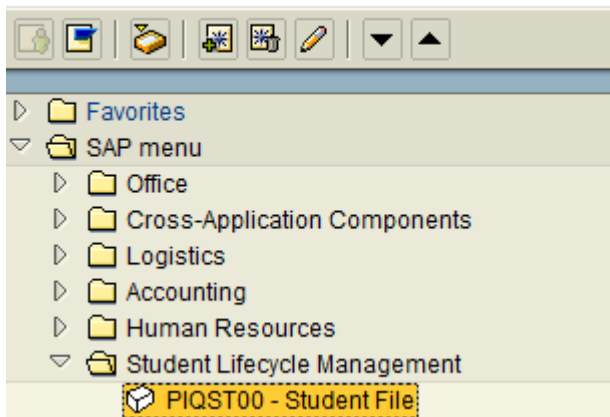 Favorites
SAP menu
Office
Cross-Application Components
Logistics
Accounting
Human Resources
Student Lifecycle Management
PIQST00 - Student File